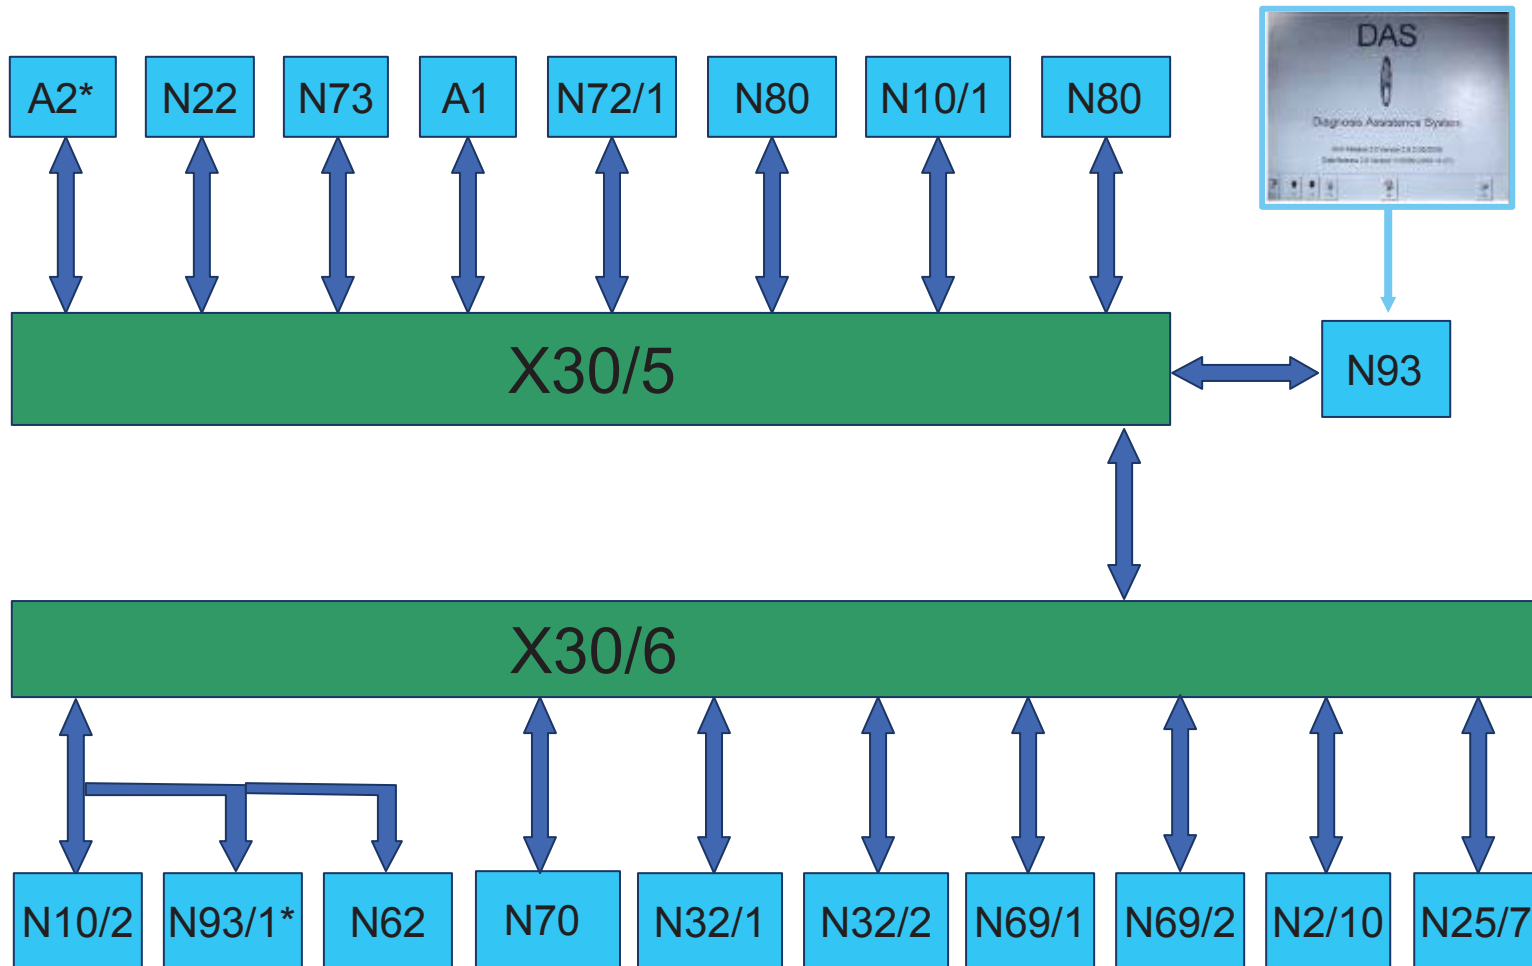 DAS
A2*
N22
N73
A1
N72/1
N80
N10/1
N80
Diagnosis Assistance System
X30/5
N93
X30/6
N10/2
N93/1*
N62
N70
N32/1
N32/2
N69/1
N69/2
N2/10
N25/7